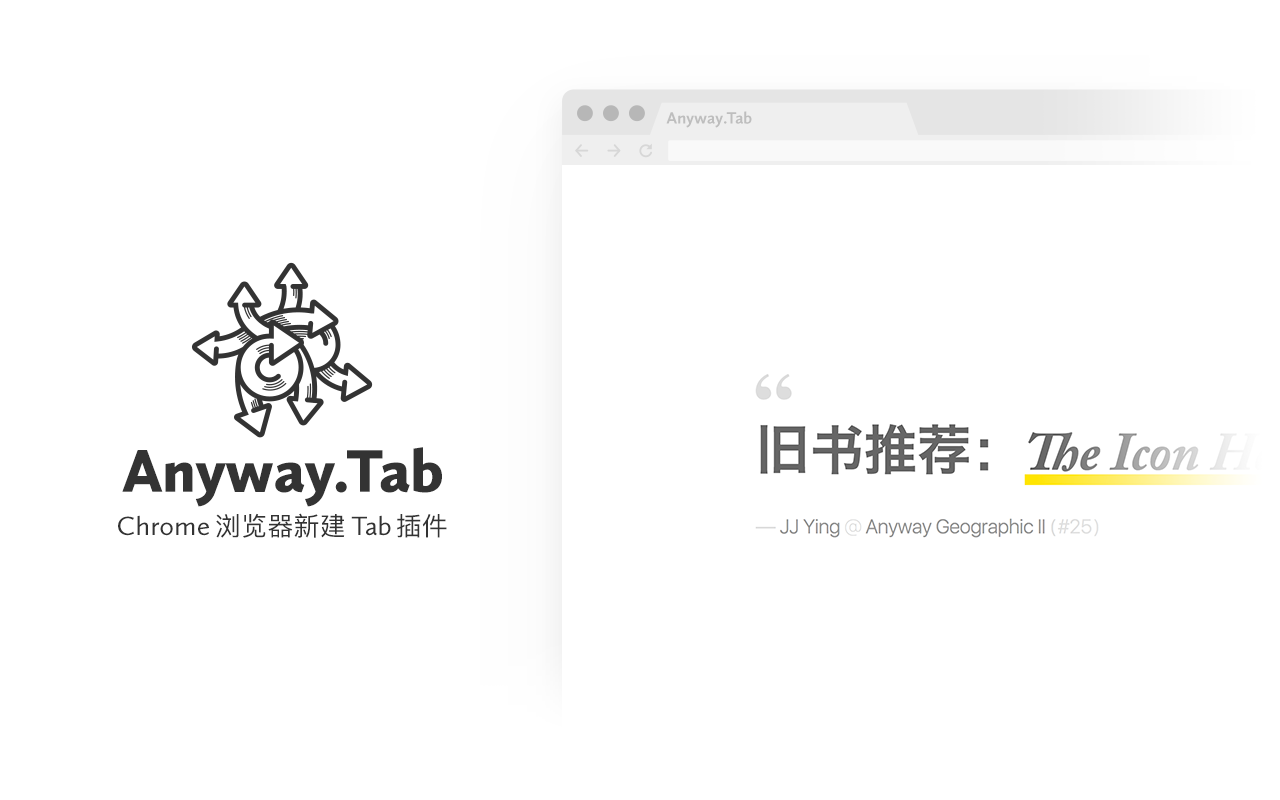 Anyway.Tab
Chrome 浏览器新建 Tab 插件
Anyway.Tab
“
旧书推荐： The Icon H
— JJ Ying @ Anyway Geographic II (#25)